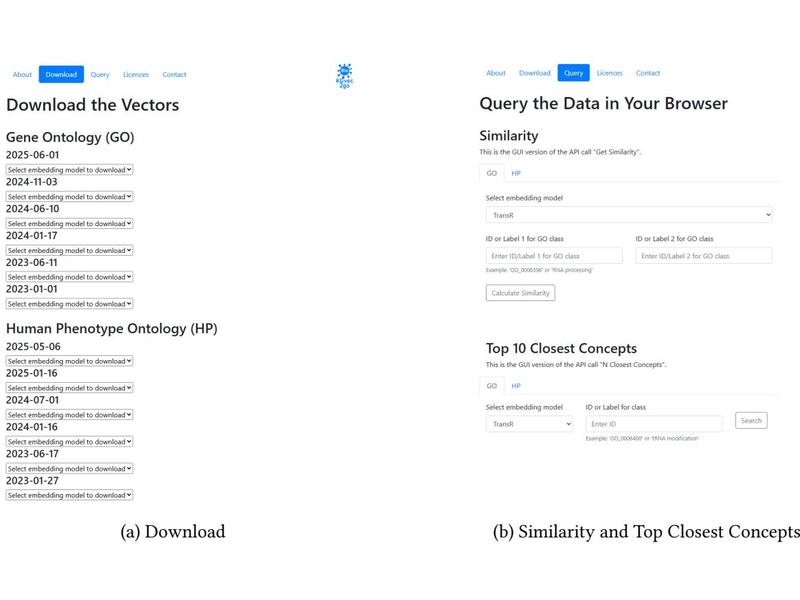 About Download Query Licences Contact
Bio
KGvec
2go
Download the Vectors
Gene Ontology (GO)
2025-06-01
Select embedding model to download
2024-11-03
Select embedding model to download
2024-06-10
Select embedding model to download
2024-01-17
Select embedding model to download
2023-06-11
Select embedding model to download
2023-01-01
Select embedding model to download
Human Phenotype Ontology (HP)
2025-05-06
Select embedding model to download
2025-01-16
Select embedding model to download
2024-07-01
Select embedding model to download
2024-01-16
Select embedding model to download
2023-06-17
Select embedding model to download
2023-01-27
Select embedding model to download
(a) Download
About Download Query Licences Contact
Query the Data in Your Browser
Similarity
This is the GUI version of the API call "Get Similarity".
GO HP
Select embedding model
TransR
ID or Label 1 for GO class ID or Label 2 for GO class
Enter ID/Label 1 for GO class Enter ID/Label 2 for GO class
Example: 'GO_0006396' or 'RNA processing'
Calculate Similarity
Top 10 Closest Concepts
This is the GUI version of the API call "N Closest Concepts".
GO HP
Select embedding model ID or Label for class
TransR Enter ID Search
Example: 'GO_0006400' or 'tRNA modification'
(b) Similarity and Top Closest Concepts